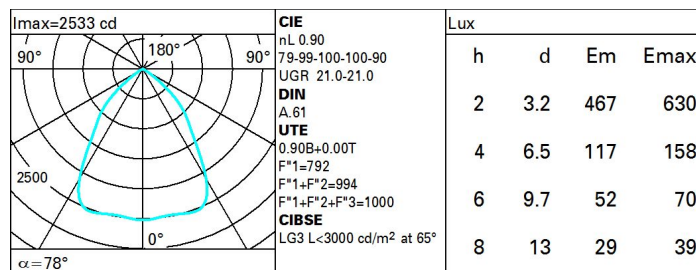 Imax=2533 cd
90° 180° 90°
2500
0°
α=78°
CIE
nL 0.90
79-99-100-100-90
UGR 21.0-21.0
DIN
A.61
UTE
0.90B+0.00T
F"1=792
F"1+F"2=994
F"1+F"2+F"3=1000
CIBSE
LG3 L<3000 cd/m² at 65°
Lux
h d Em Emax
2 3.2 467 630
4 6.5 117 158
6 9.7 52 70
8 13 29 39